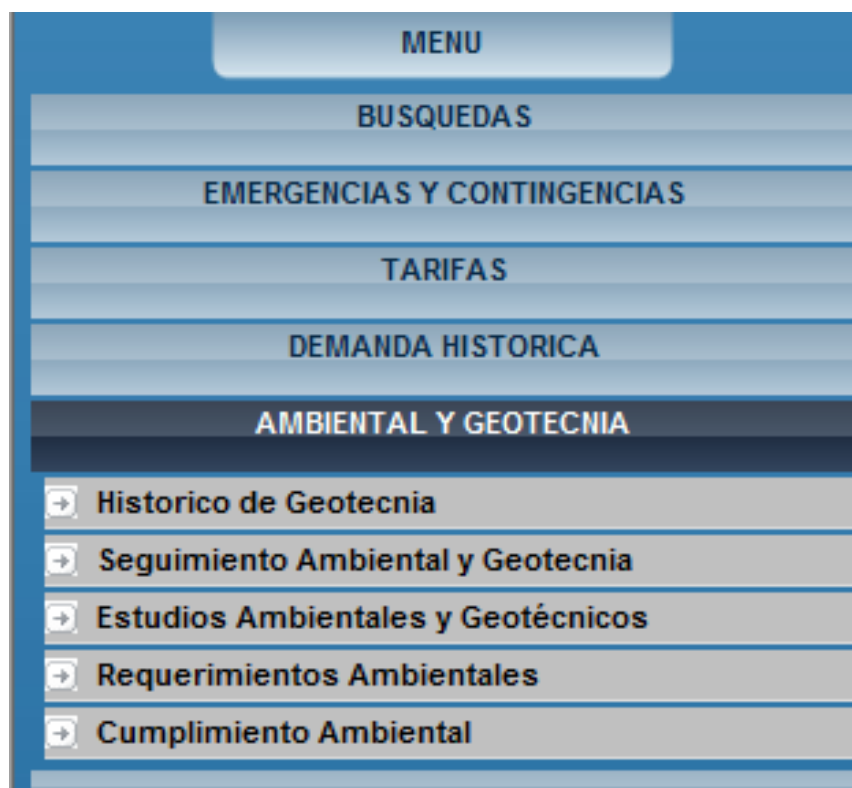 MENU
BUSQUEDAS
EMERGENCIAS Y CONTINGENCIAS
TARIFAS
DEMANDA HISTORICA
AMBIENTAL Y GEOTECNIA
Historico de Geotecnia
Seguimiento Ambiental y Geotecnia
Estudios Ambientales y Geotécnicos
Requerimientos Ambientales
Cumplimiento Ambiental